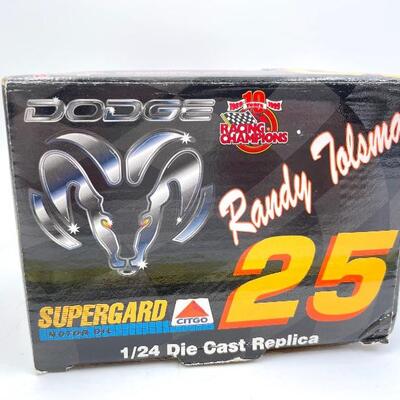 DODGE
10
RACING
CHAMPIONS
Randy Tolsma
25
SUPERGARD
MOTOR OIL
CITGO
1/24 Die Cast Replica